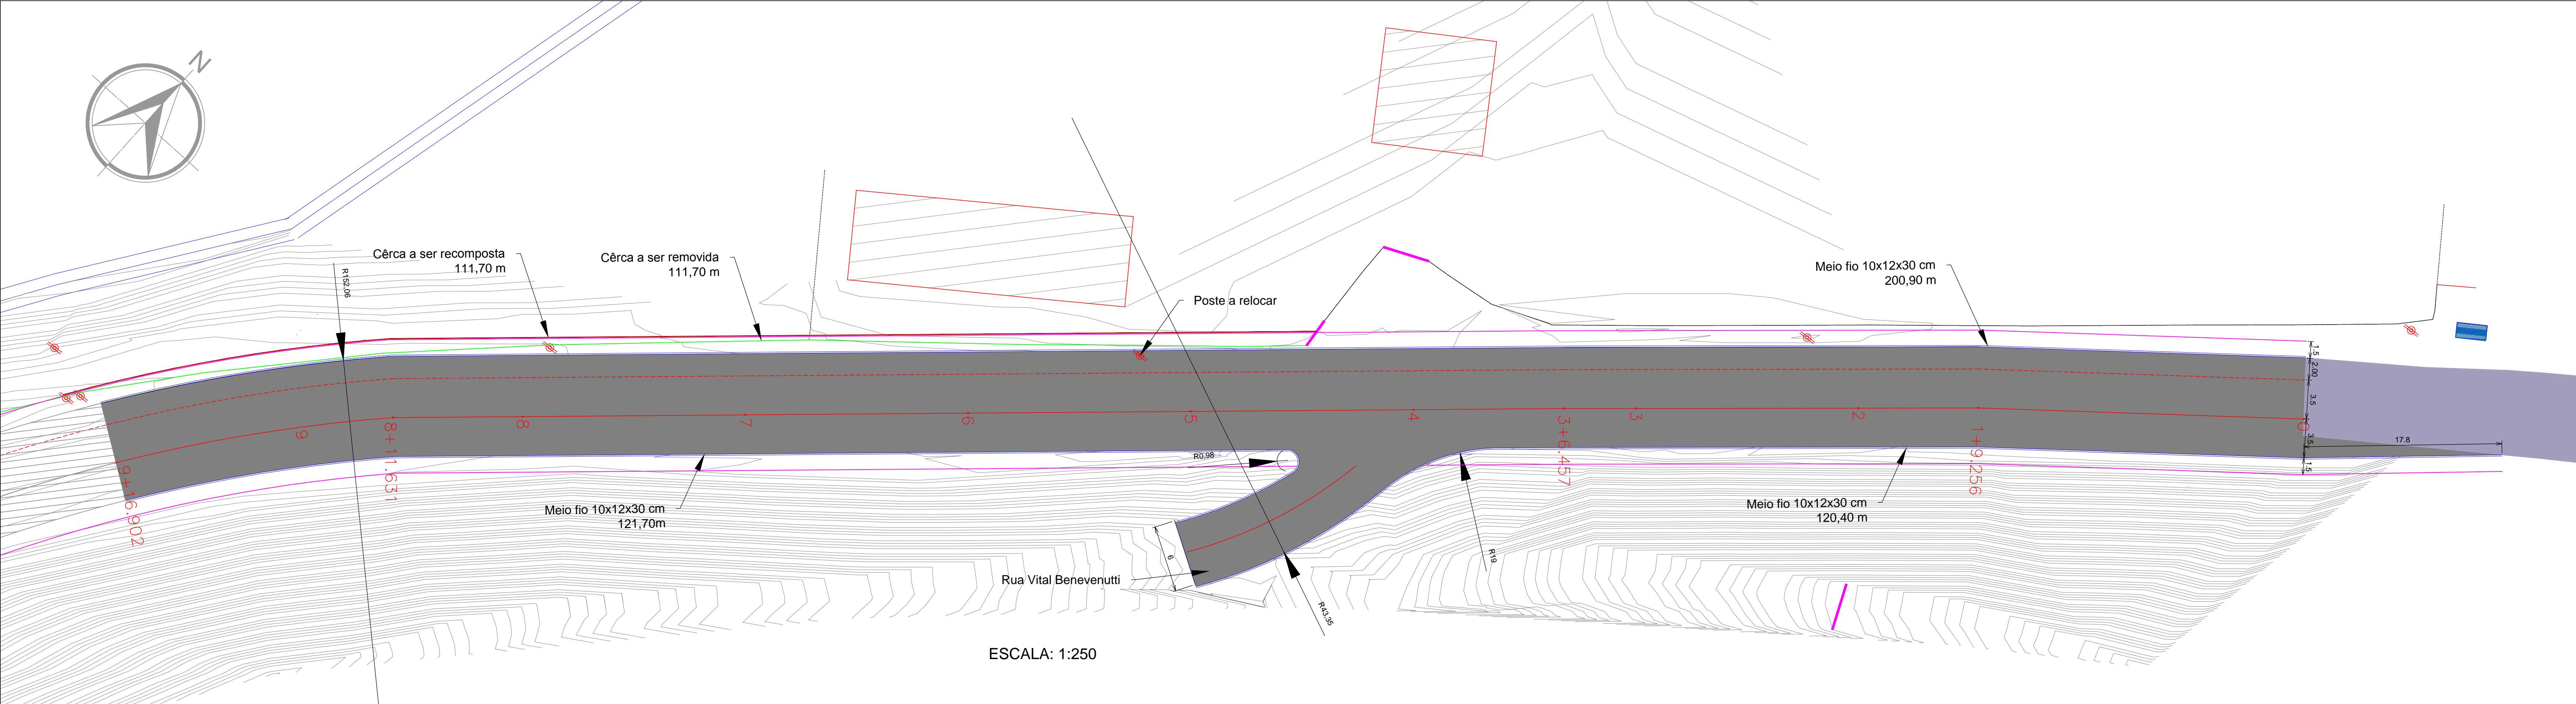 N
Cêrca a ser recomposta
111,70 m
Cêrca a ser removida
111,70 m
Poste a relocar
Meio fio 10x12x30 cm
200,90 m
R152,06
1.5
2.00
3.5
3.5
1.5
17.8
9+16.902
9
8+11.631
8
7
6
5
4
3+6.457
3
2
1+9.256
0
R0,98
R19
Meio fio 10x12x30 cm
121,70m
Meio fio 10x12x30 cm
120,40 m
6
Rua Vital Benevenutti
R43,35
ESCALA: 1:250